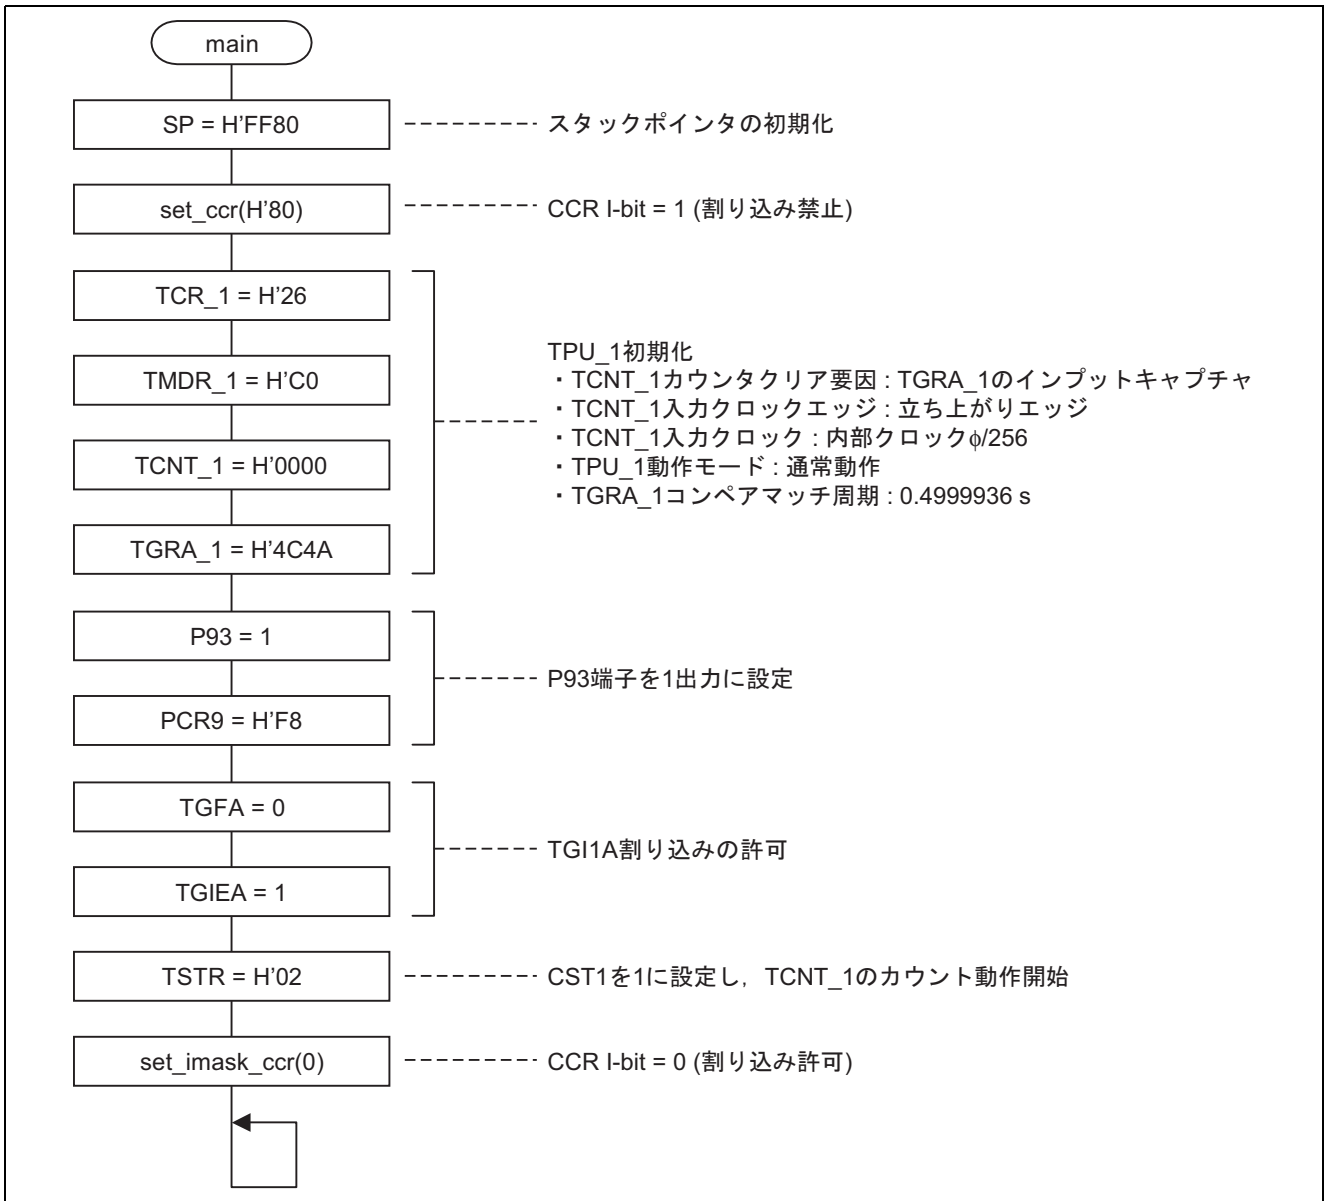 main
SP = H'FF80
スタックポインタの初期化
set_ccr(H'80)
CCR I-bit = 1 (割り込み禁止)
TCR_1 = H'26
TMDR_1 = H'C0
TCNT_1 = H'0000
TGRA_1 = H'4C4A
TPU_1初期化
・TCNT_1カウンタクリア要因 : TGRA_1のインプットキャプチャ
・TCNT_1入力クロックエッジ : 立ち上がりエッジ
・TCNT_1入力クロック : 内部クロックφ/256
・TPU_1動作モード : 通常動作
・TGRA_1コンペアマッチ周期 : 0.4999936 s
P93 = 1
PCR9 = H'F8
P93端子を1出力に設定
TGFA = 0
TGIEA = 1
TGI1A割り込みの許可
TSTR = H'02
CST1を1に設定し，TCNT_1のカウント動作開始
set_imask_ccr(0)
CCR I-bit = 0 (割り込み許可)